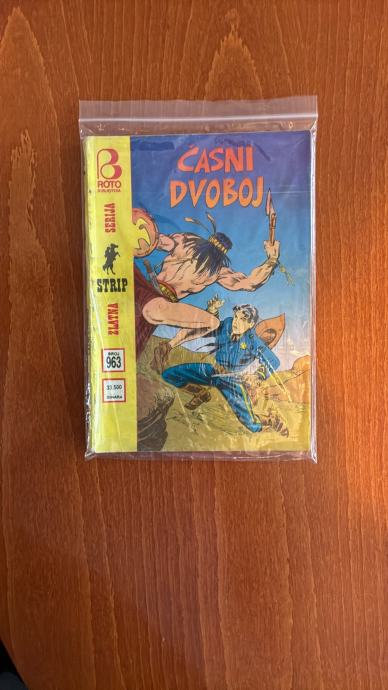 ČASNI
DVOBOJ
B
ROTO
BIBLIOTEKA
ZLATNA
STRIP
SERIJA
BROJ
963
DINARA